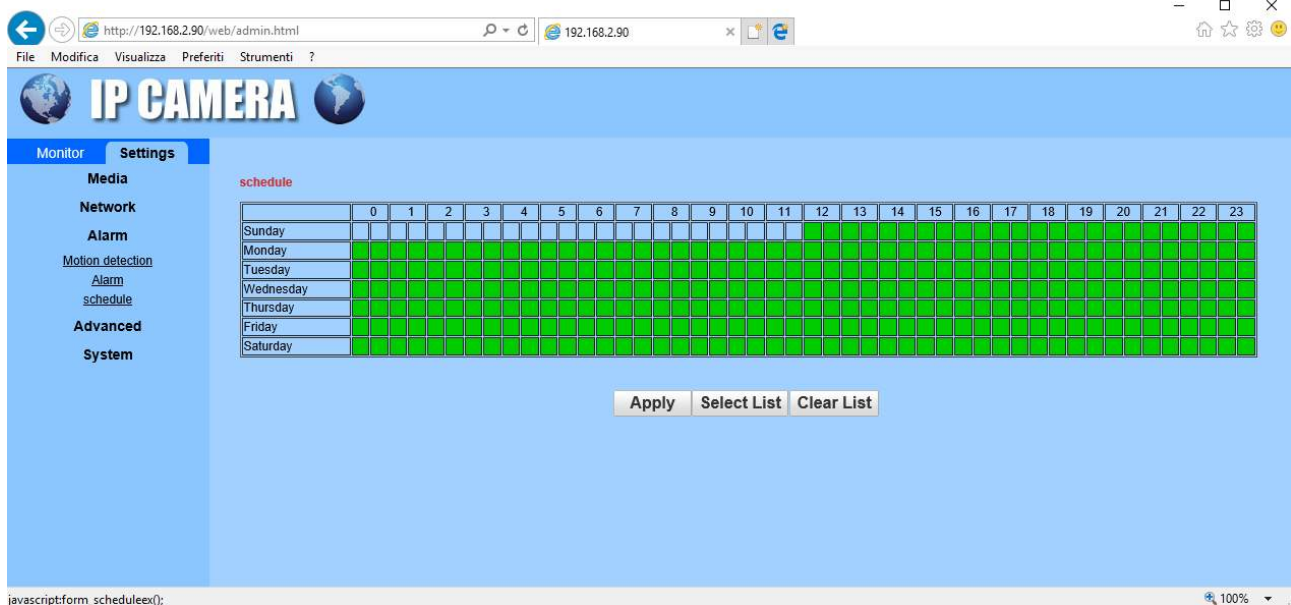 http://192.168.2.90/web/admin.html
192.168.2.90
File Modifica Visualizza Preferiti Strumenti ?
IP CAMERA
Monitor Settings
Media
Network
Alarm
Motion detection
Alarm
schedule
Advanced
System
schedule
0 1 2 3 4 5 6 7 8 9 10 11 12 13 14 15 16 17 18 19 20 21 22 23
Sunday
Monday
Tuesday
Wednesday
Thursday
Friday
Saturday
Apply Select List Clear List
javascript:form_scheduleex();
100%